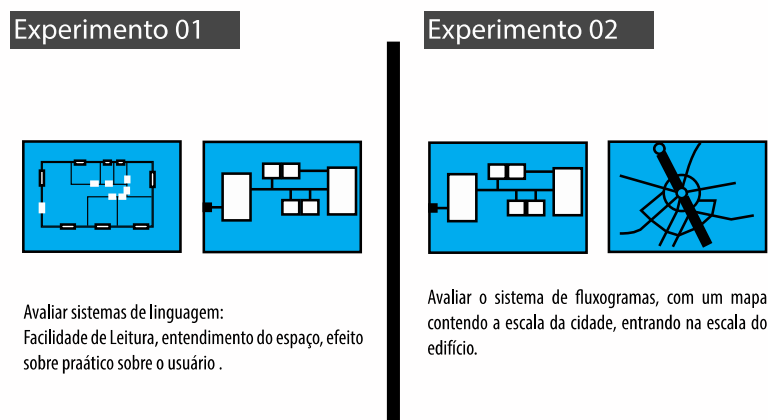 Experimento 01
Avaliar sistemas de linguagem:
Facilidade de Leitura, entendimento do espaço, efeito
sobre praático sobre o usuário .
Experimento 02
Avaliar o sistema de fluxogramas, com um mapa
contendo a escala da cidade, entrando na escala do
edifício.